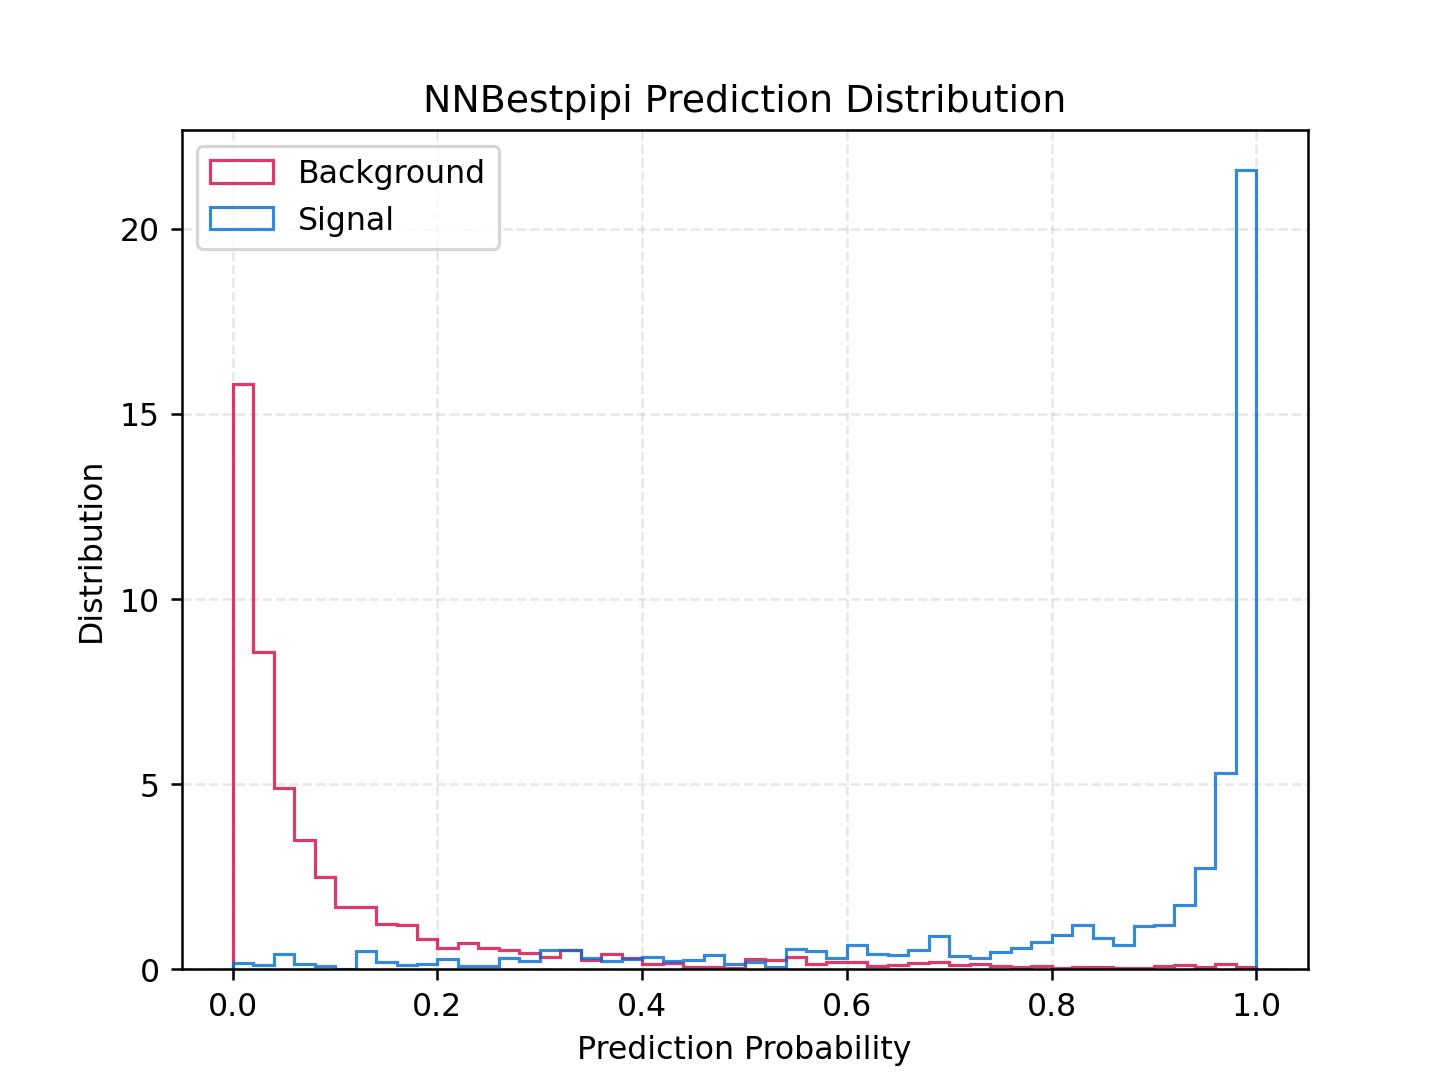 NNBestpipi Prediction Distribution
Background
Signal
20
15
10
5
0
Distribution
0.0 0.2 0.4 0.6 0.8 1.0
Prediction Probability